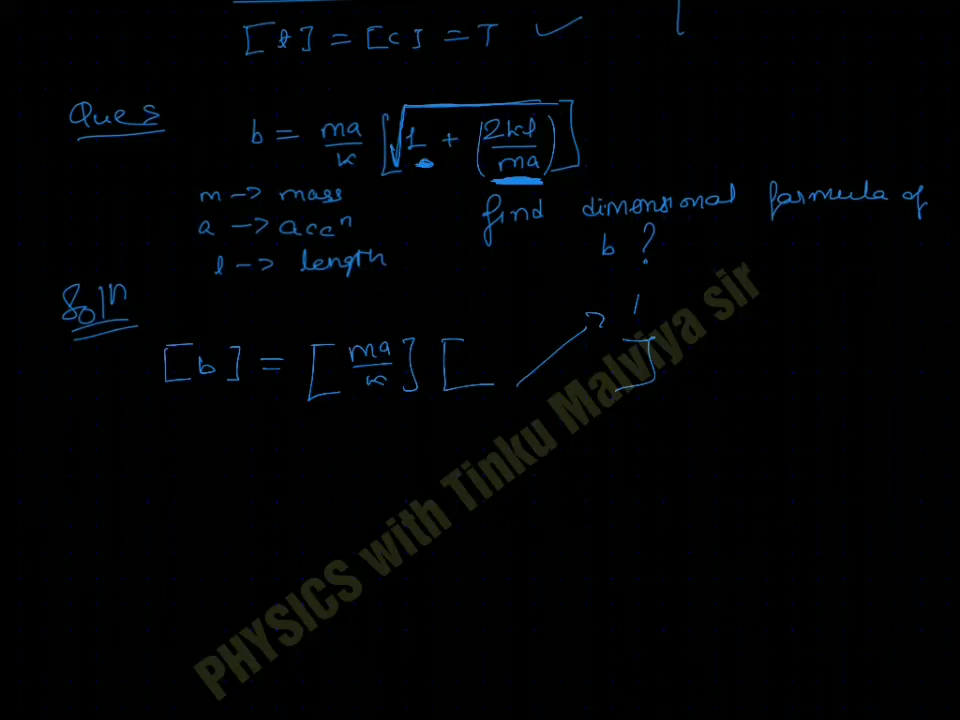 [t] = [c] = T ✓
Ques
b = ma/k [√1 + (2kl/ma)]
m -> mass
find dimensional formula of
a -> accⁿ
b ?
l -> length
Solⁿ
[b] = [ma/k] [ 1 ]
PHYSICS with Tinku Malviya sir